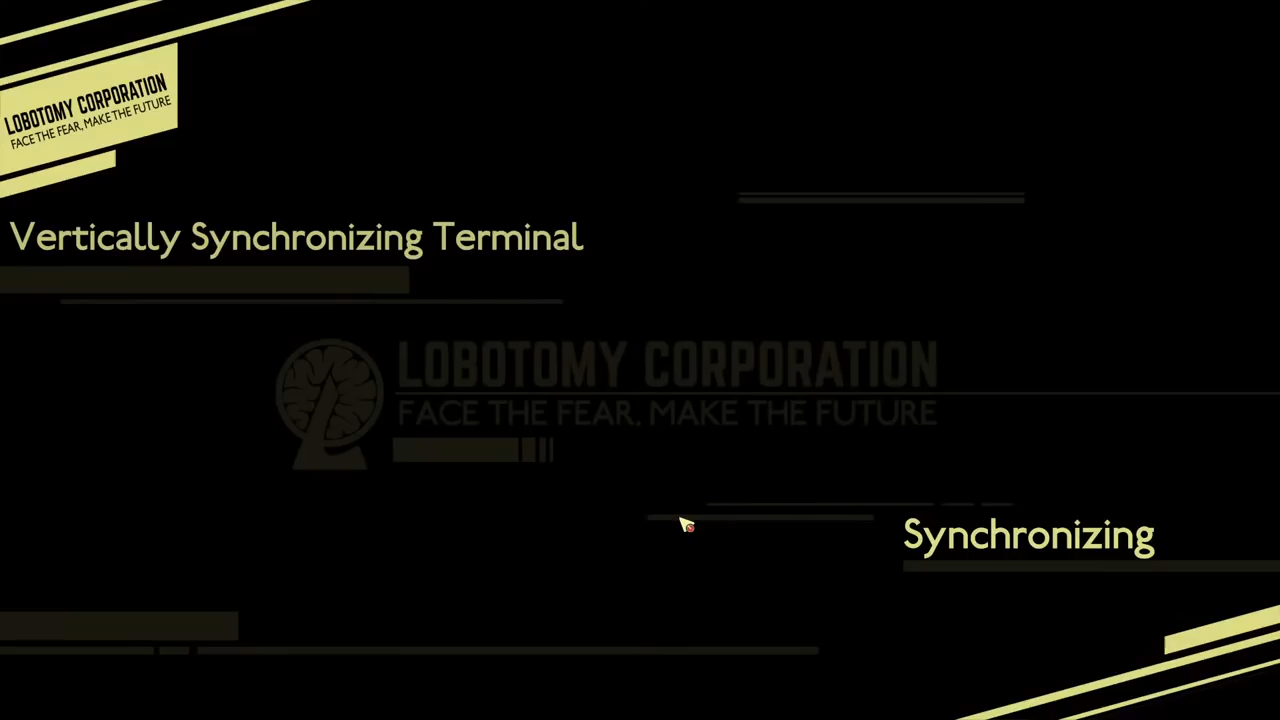 LOBOTOMY CORPORATION
FACE THE FEAR, MAKE THE FUTURE
Vertically Synchronizing Terminal
LOBOTOMY CORPORATION
FACE THE FEAR, MAKE THE FUTURE
Synchronizing